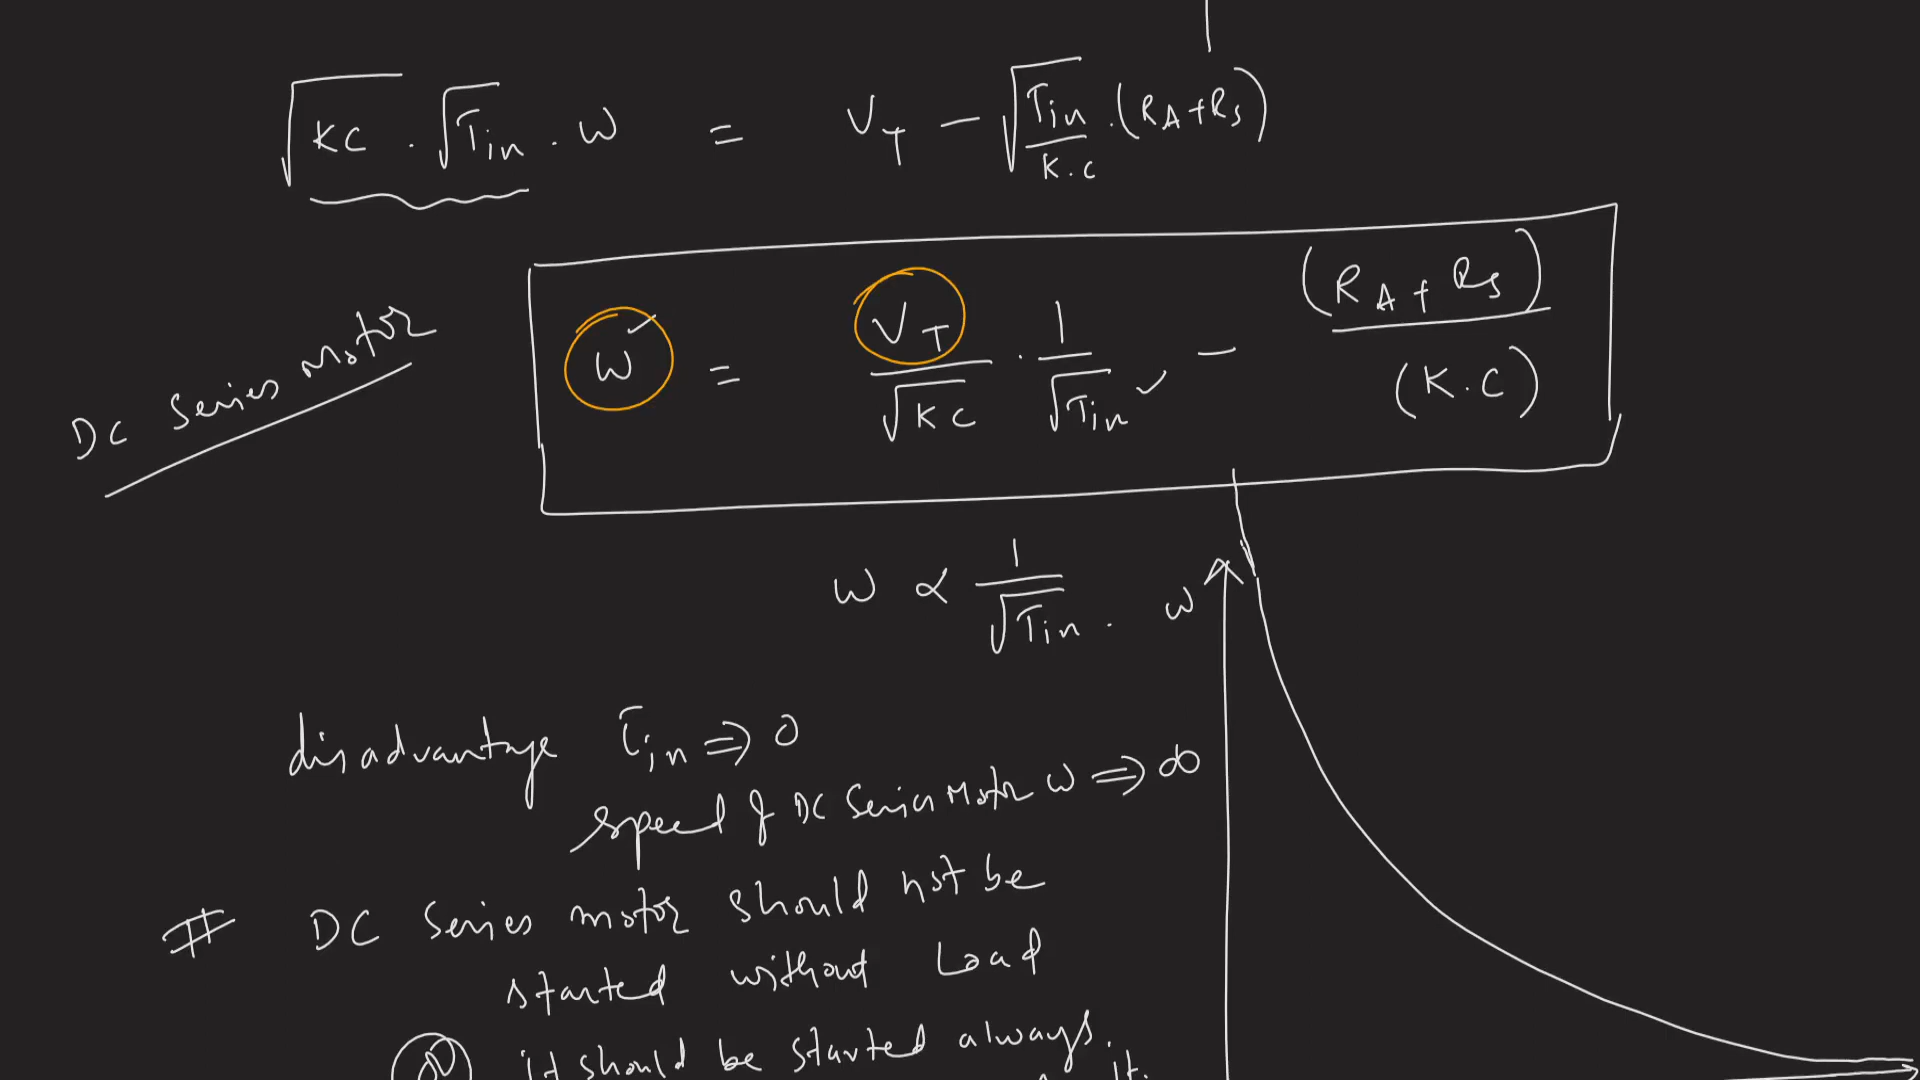 √KC . √Tin . ω = VT - √(Tin / K.C) . (RA + RS)
DC Series Motor
ω = VT / √KC . 1 / √Tin - (RA + RS) / (K.C)
ω ∝ 1 / √Tin .
ω
disadvantage τin ⇒ 0
speed of DC Series Motor ω ⇒ ∞
# DC Series motor should not be
started without Load
it should be started always.
it.